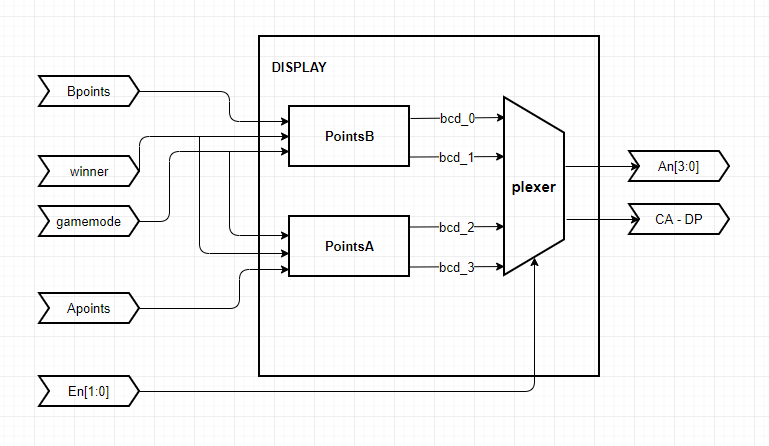 DISPLAY
Bpoints
bcd_0
PointsB
bcd_1
An[3:0]
winner
plexer
gamemode
CA - DP
bcd_2
PointsA
bcd_3
Apoints
En[1:0]